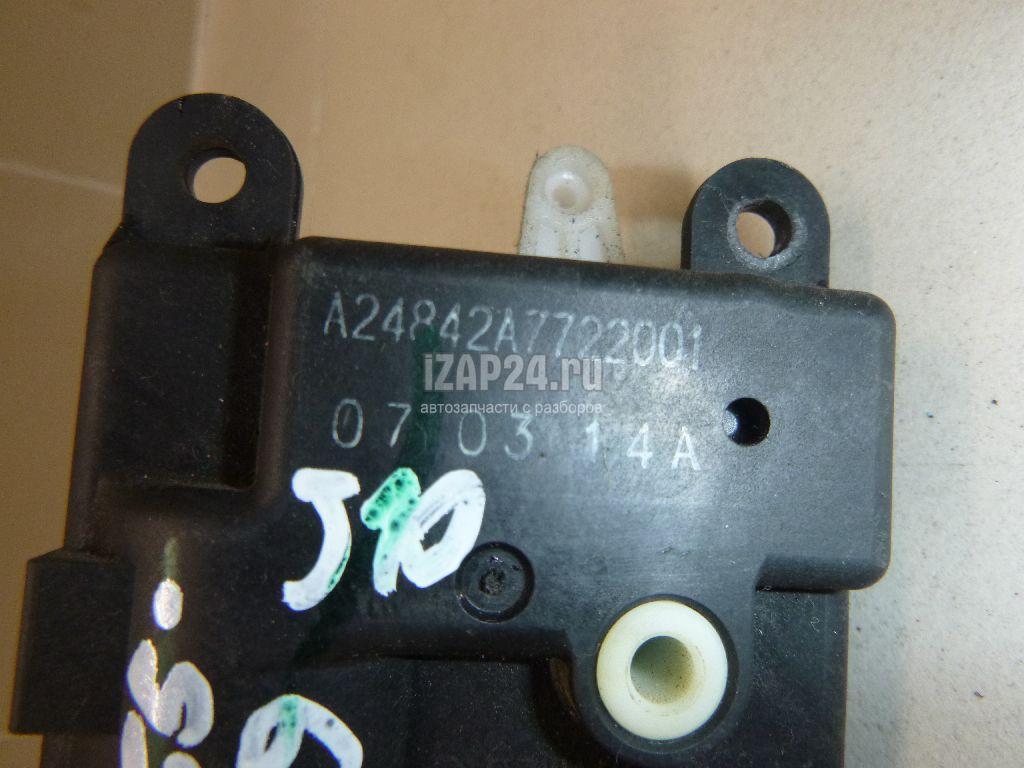 A24842A7722001
iZAP24.ru
автозапчасти с разборов
07 03 14A
J10